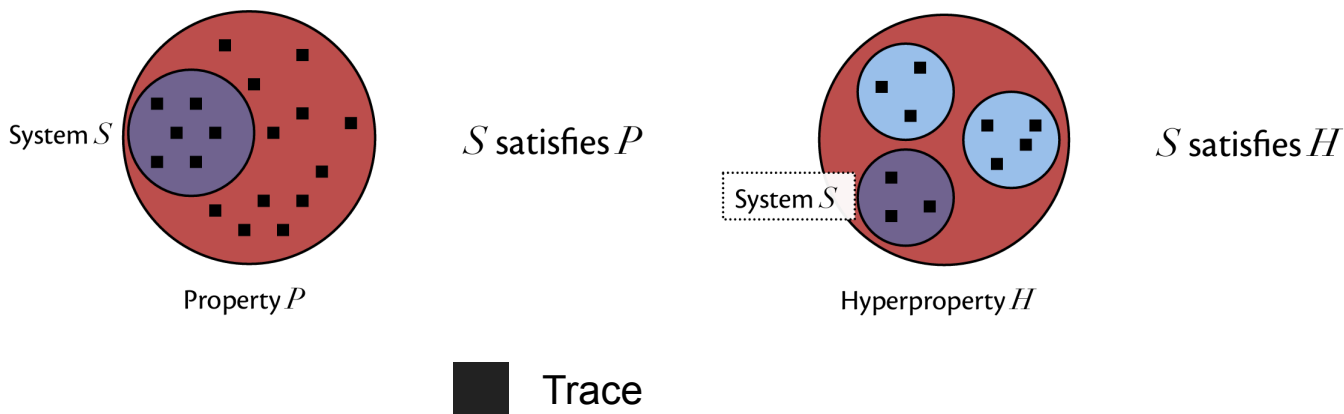 System S
S satisfies P
Property P
System S
S satisfies H
Hyperproperty H
Trace